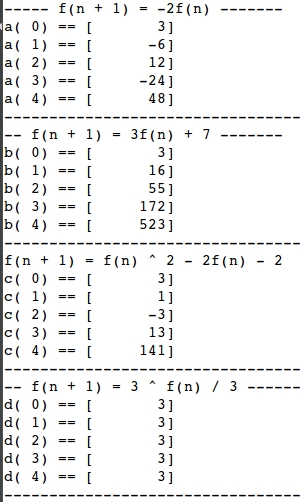 ----- f(n + 1) = -2f(n) -------
a( 0) == [        3]
a( 1) == [       -6]
a( 2) == [       12]
a( 3) == [      -24]
a( 4) == [       48]
---------------------------------
-- f(n + 1) = 3f(n) + 7 -------
b( 0) == [        3]
b( 1) == [       16]
b( 2) == [       55]
b( 3) == [      172]
b( 4) == [      523]
---------------------------------
f(n + 1) = f(n) ^ 2 - 2f(n) - 2
c( 0) == [        3]
c( 1) == [        1]
c( 2) == [       -3]
c( 3) == [       13]
c( 4) == [      141]
---------------------------------
-- f(n + 1) = 3 ^ f(n) / 3 ------
d( 0) == [        3]
d( 1) == [        3]
d( 2) == [        3]
d( 3) == [        3]
d( 4) == [        3]
---------------------------------